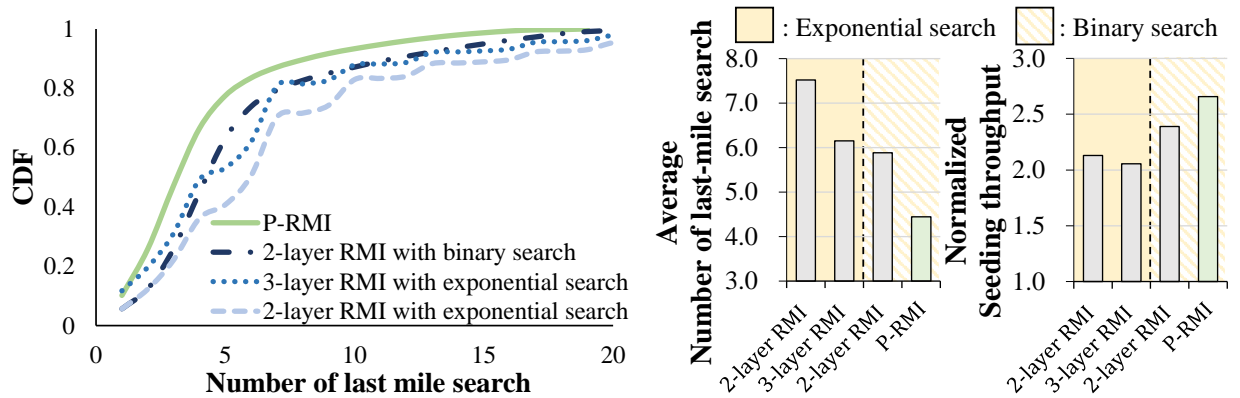 CDF
1
0.8
0.6
0.4
0.2
0
P-RMI
2-layer RMI with binary search
3-layer RMI with exponential search
2-layer RMI with exponential search
0
5
10
15
20
Number of last mile search
: Exponential search
: Binary search
Average
Number of last-mile search
8.0
7.0
6.0
5.0
4.0
3.0
2-layer RMI
3-layer RMI
2-layer RMI
P-RMI
Normalized
Seeding throughput
3.0
2.5
2.0
1.5
1.0
2-layer RMI
3-layer RMI
2-layer RMI
P-RMI